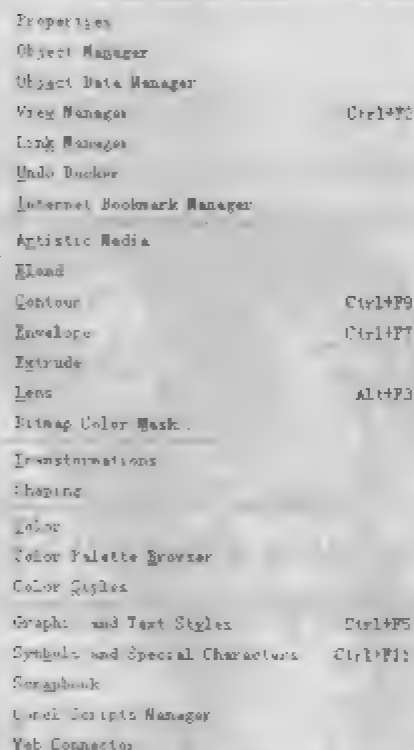 Properties
Object Manager
Object Data Manager
View Manager Ctrl+F2
Link Manager
Undo Docker
Internet Bookmark Manager
Artistic Media
Blend
Contour Ctrl+F9
Envelope Ctrl+F7
Extrude
Lens Alt+F3
Bitmap Color Mask...
Transformations
Shaping
Color
Color Palette Browser
Color Styles
Graphic and Text Styles Ctrl+F5
Symbols and Special Characters Ctrl+F11
Scrapbook
Corel Scripts Manager
Web Connector